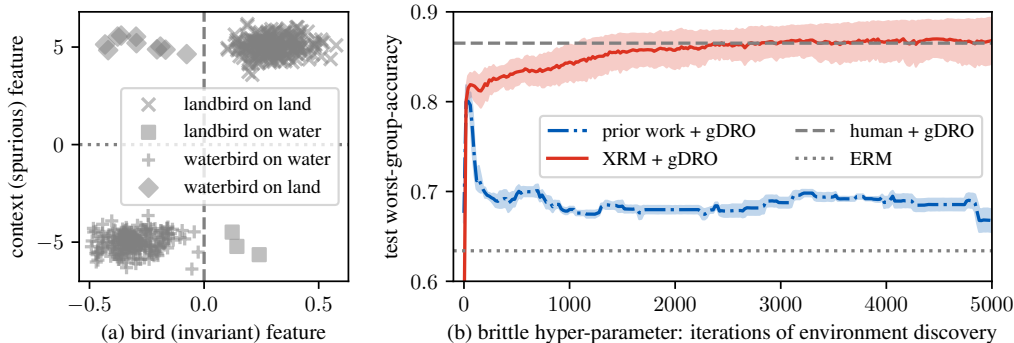 context (spurious) feature
5
0
−5
landbird on land
landbird on water
waterbird on water
waterbird on land
−0.5
0.0
0.5
(a) bird (invariant) feature
test worst-group-accuracy
0.9
0.8
0.7
0.6
prior work + gDRO
XRM + gDRO
human + gDRO
ERM
0
1000
2000
3000
4000
5000
(b) brittle hyper-parameter: iterations of environment discovery